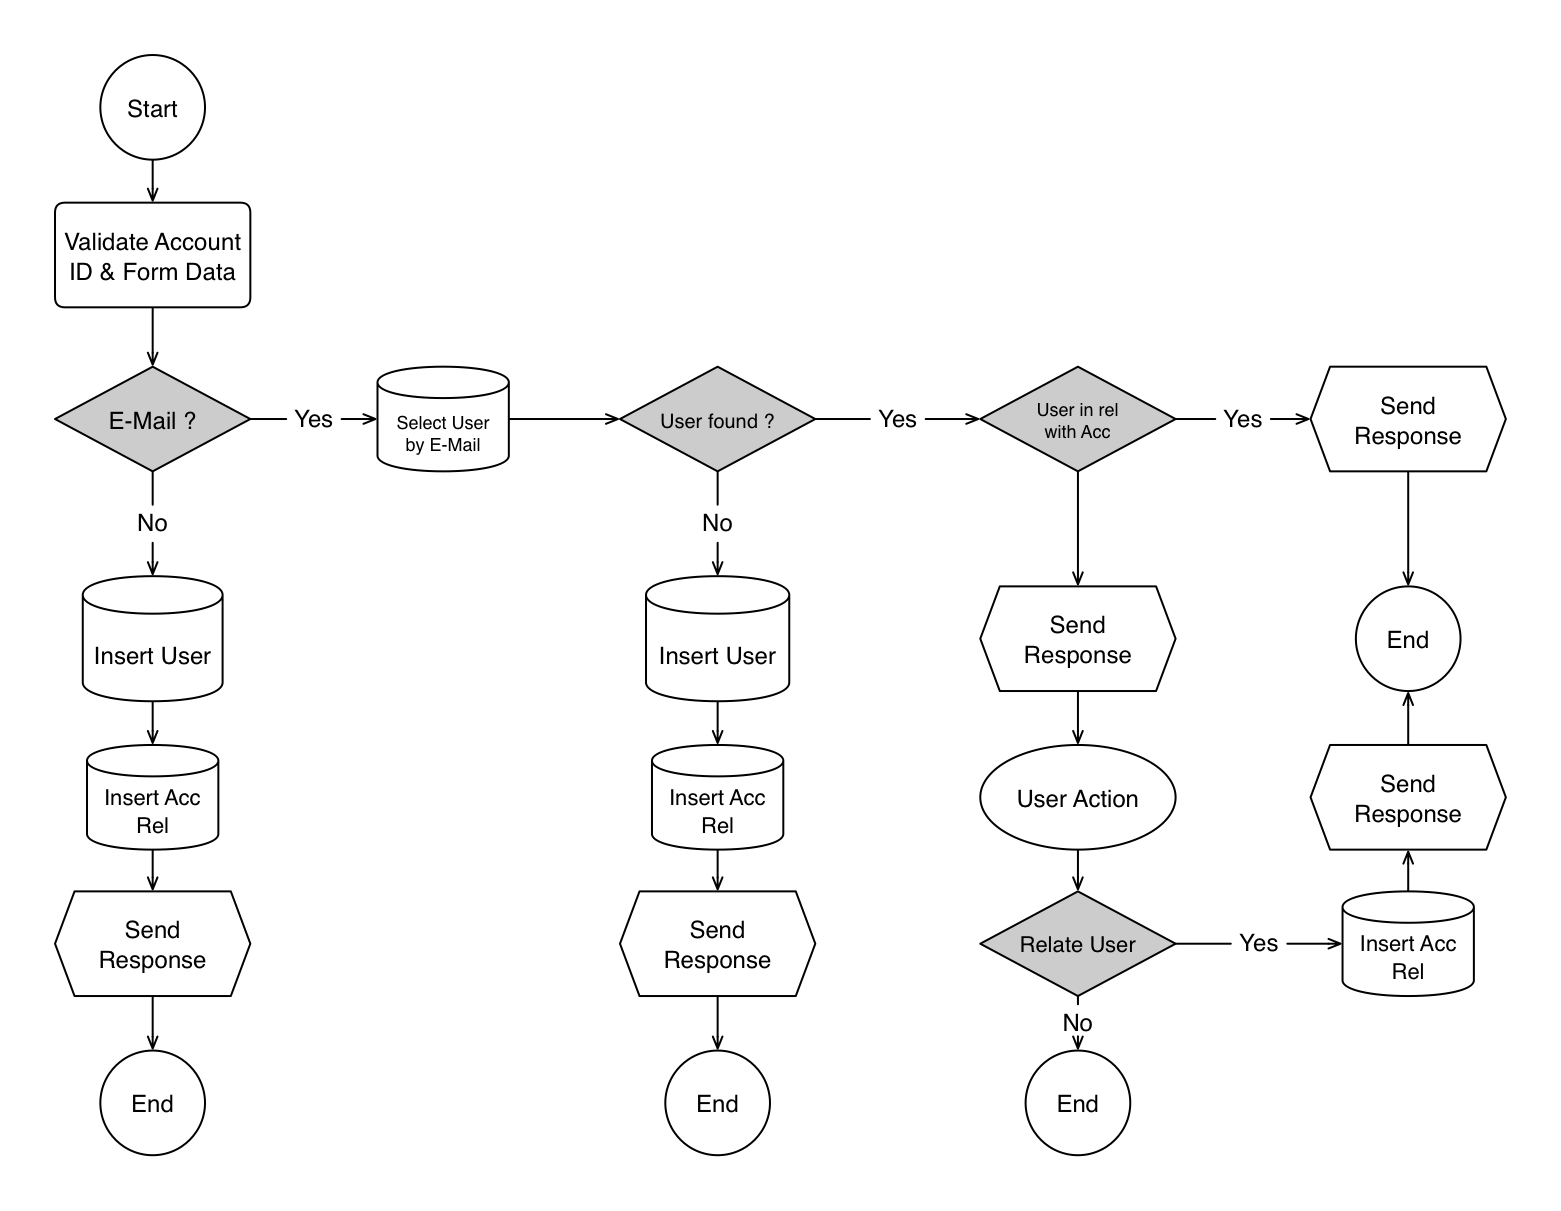 Start
Validate Account
ID & Form Data
E-Mail ?
Yes
Select User
by E-Mail
User found ?
Yes
User in rel
with Acc
Yes
Send
Response
No
No
Insert User
Insert User
Send
Response
End
Insert Acc
Rel
Insert Acc
Rel
User Action
Send
Response
Send
Response
Send
Response
Relate User
Yes
Insert Acc
Rel
No
End
End
End